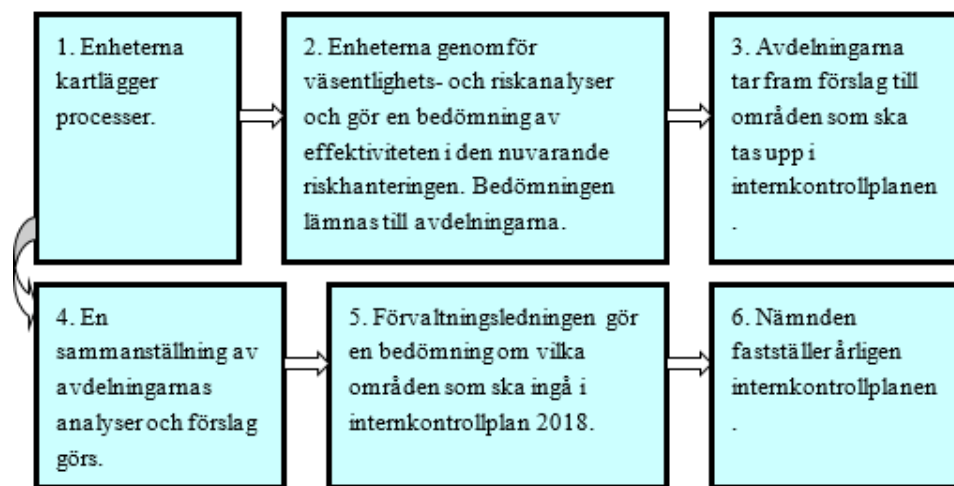 1. Enheterna
kartlägger
processer.
2. Enheterna genomför
väsentlighets- och riskanalyser
och gör en bedömning av
effektiviteten i den nuvarande
riskhanteringen. Bedömningen
lämnas till avdelningarna.
3. Avdelningarna
tar fram förslag till
områden som ska
tas upp i
internkontrollplanen
.
4. En
sammanställning av
avdelningarnas
analyser och förslag
görs.
5. Förvaltningsledningen gör
en bedömning om vilka
områden som ska ingå i
internkontrollplan 2018.
6. Nämnden
fastställer årligen
internkontrollplanen
.